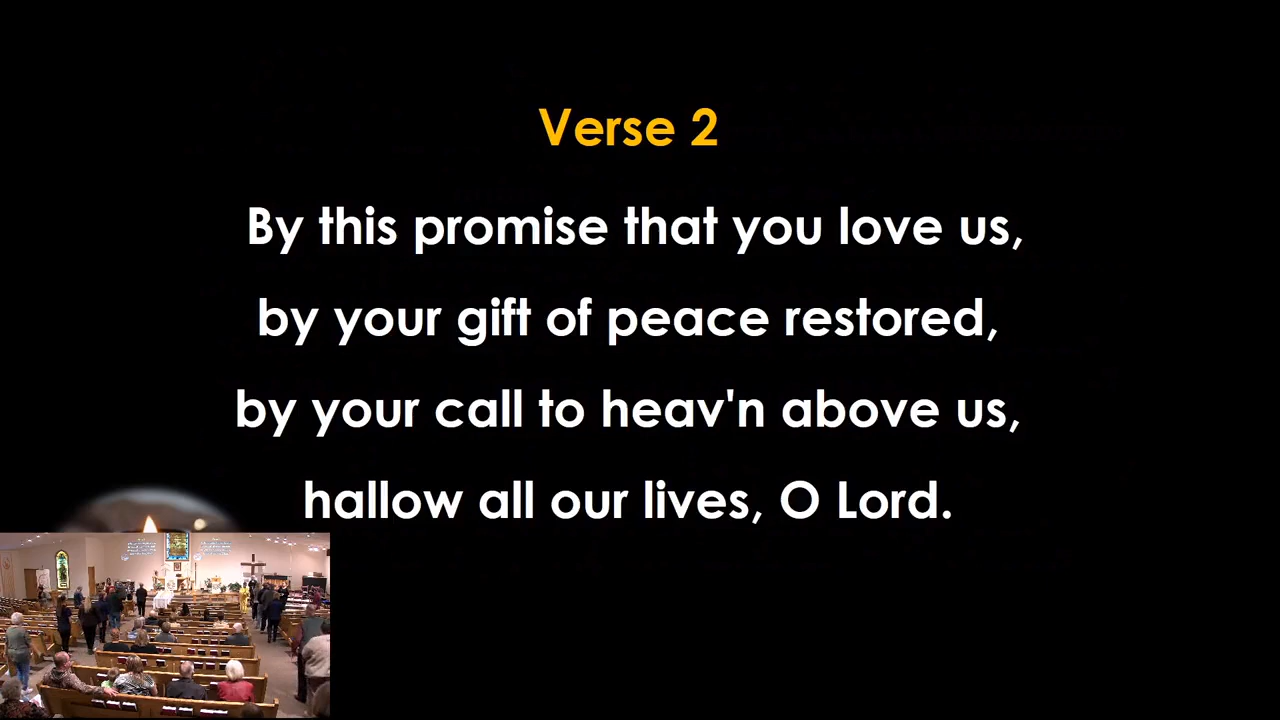 Verse 2
By this promise that you love us,
by your gift of peace restored,
by your call to heav'n above us,
hallow all our lives, O Lord.